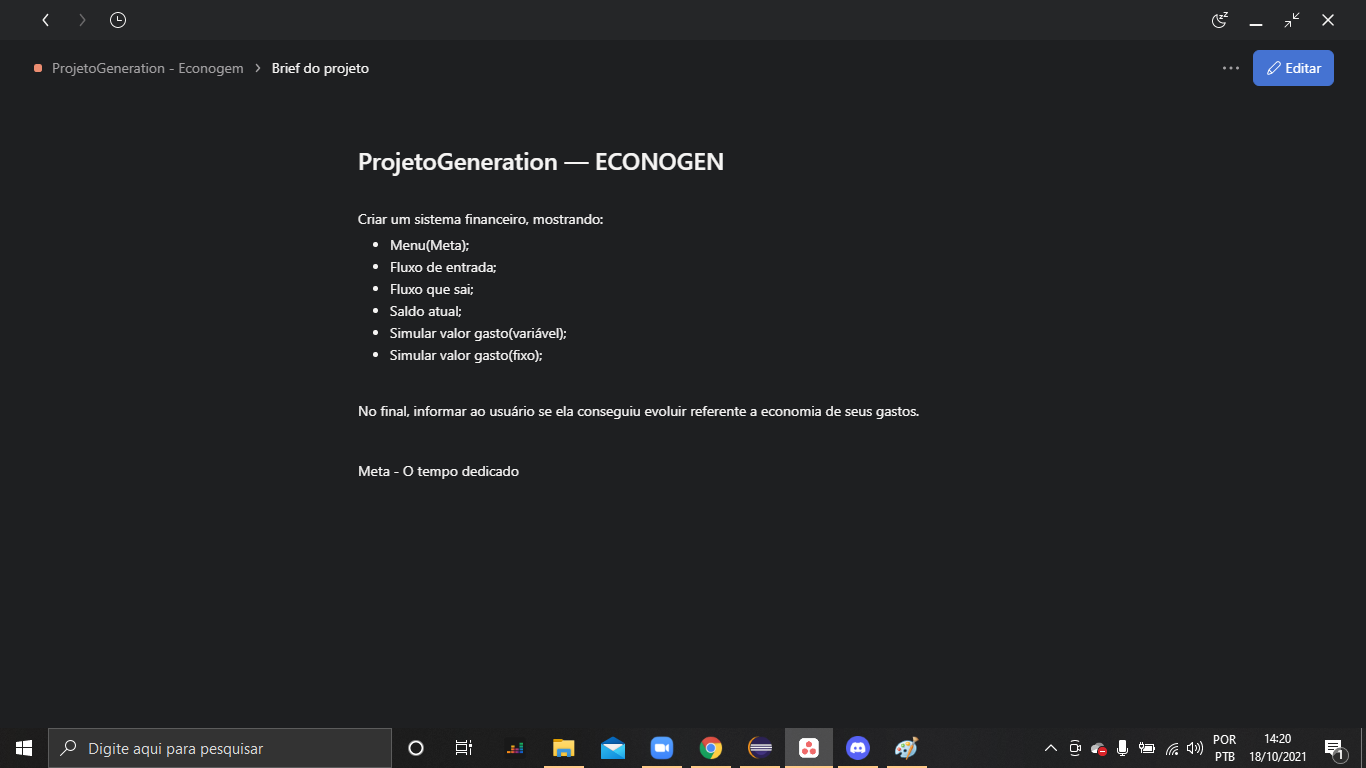 ProjetoGeneration - Econogem > Brief do projeto
Editar
ProjetoGeneration — ECONOGEN
Criar um sistema financeiro, mostrando:
• Menu(Meta);
• Fluxo de entrada;
• Fluxo que sai;
• Saldo atual;
• Simular valor gasto(variável);
• Simular valor gasto(fixo);
No final, informar ao usuário se ela conseguiu evoluir referente a economia de seus gastos.
Meta - O tempo dedicado
Digite aqui para pesquisar
POR
PTB
14:20
18/10/2021
1